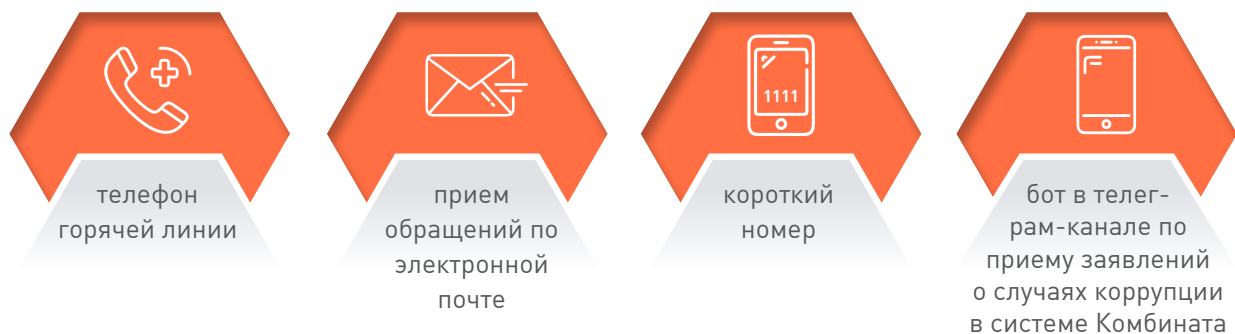 телефон
горячей линии
прием
обращений по
электронной
почте
1111
короткий
номер
бот в телег-
рам-канале по
приему заявлений
о случаях коррупции
в системе Комбината